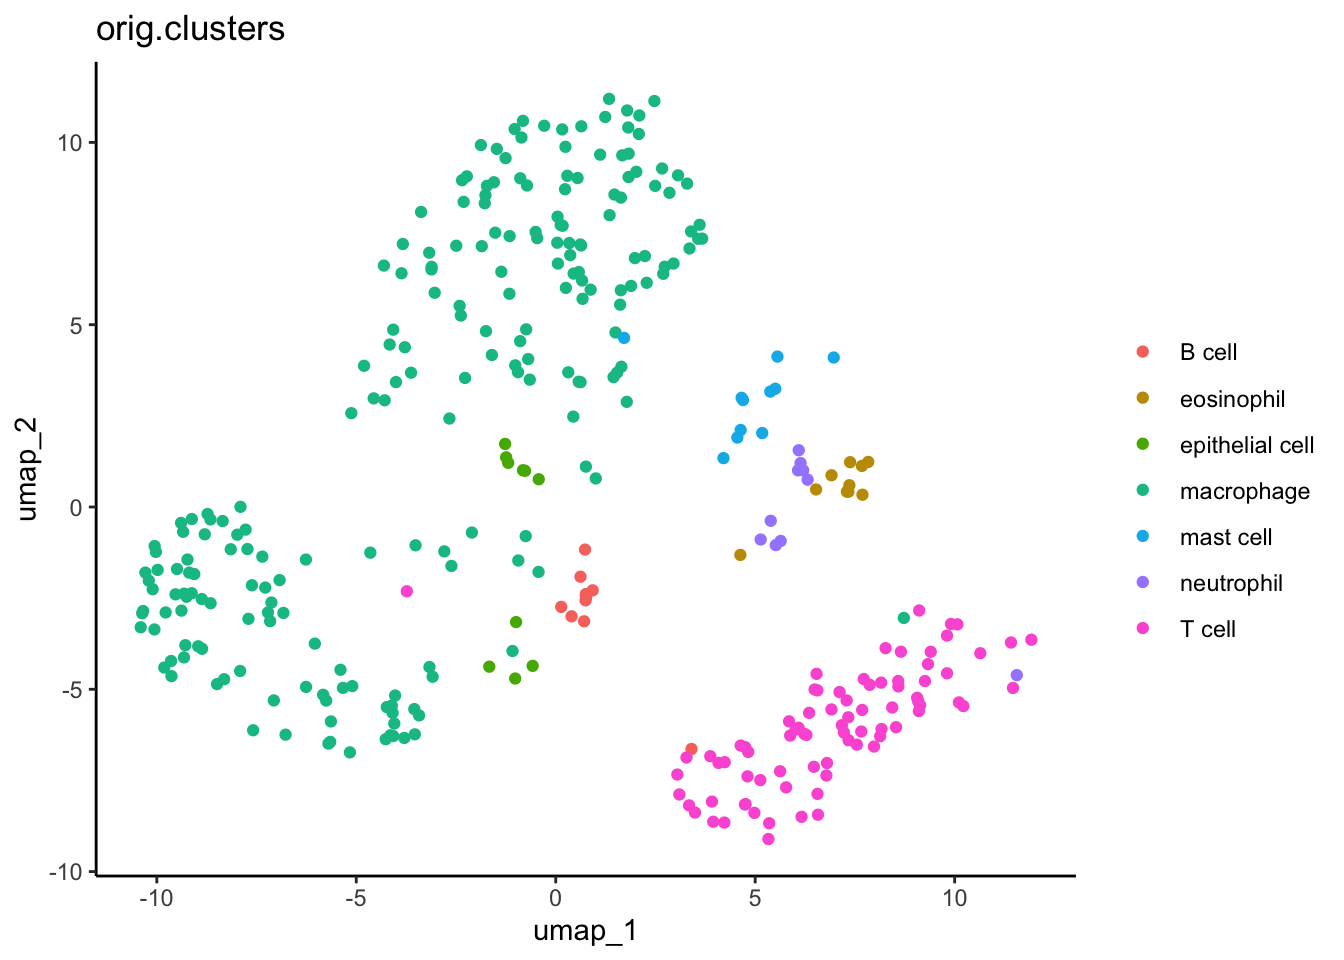 orig.clusters
umap_2
10
5
0
-5
-10
-10
-5
0
5
10
umap_1
B cell
eosinophil
epithelial cell
macrophage
mast cell
neutrophil
T cell